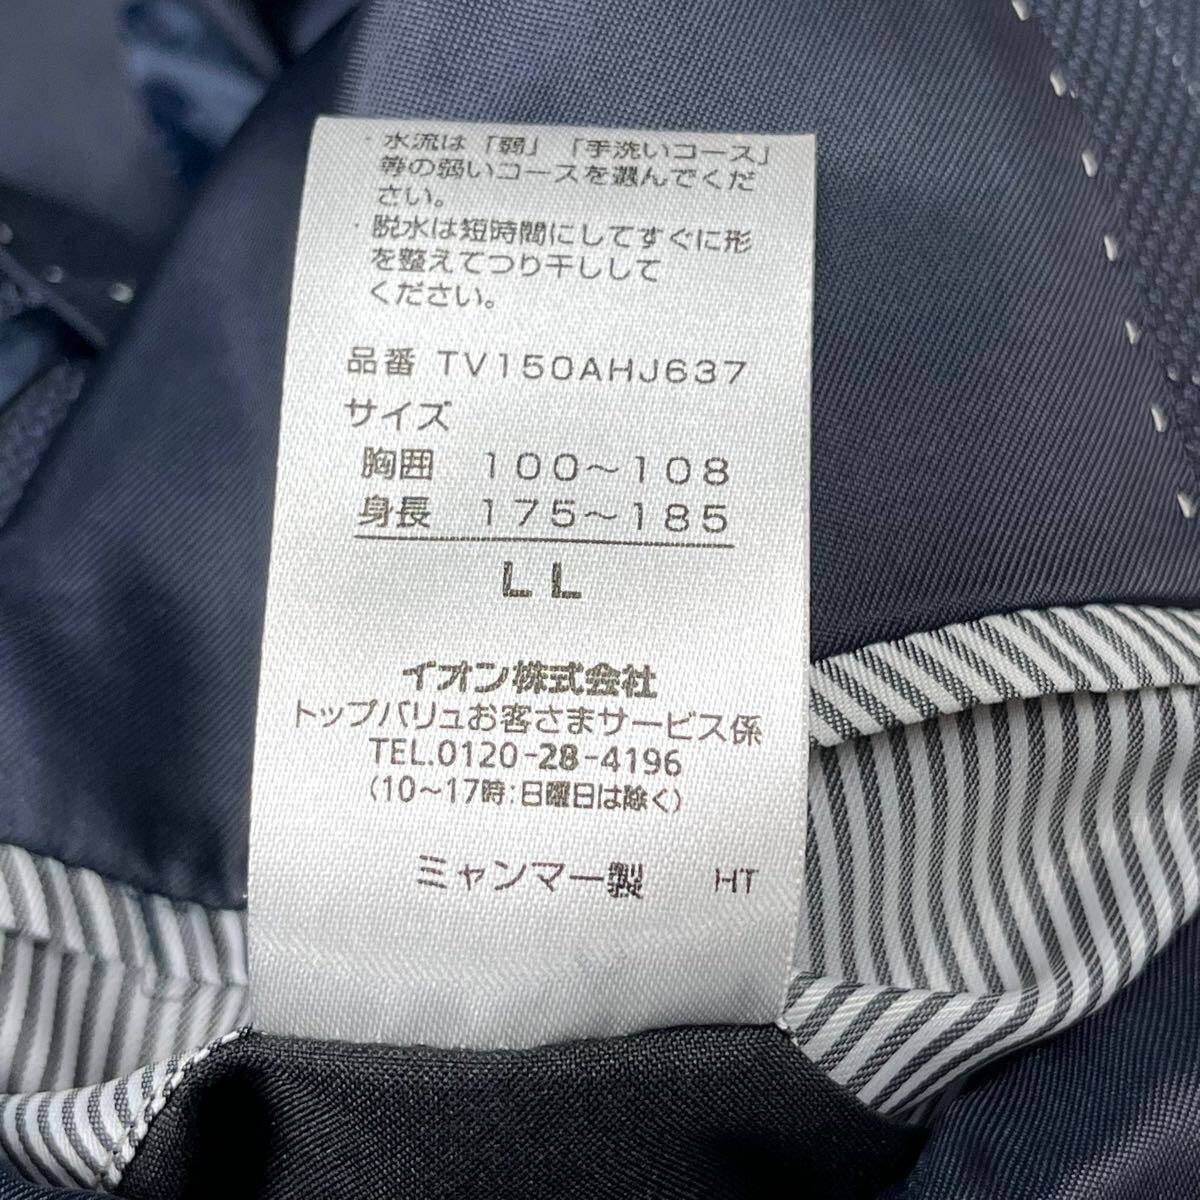 ・水流は「弱」「手洗いコース」
等の弱いコースを選んでくだ
さい。
・脱水は短時間にしてすぐに形
を整えてつり干しして
ください。
品番 TV150AHJ637
サイズ
胸囲 100～108
身長 175～185
LL
イオン株式会社
トップバリュお客さまサービス係
TEL.0120-28-4196
(10～17時:日曜日は除く)
ミャンマー製 HT